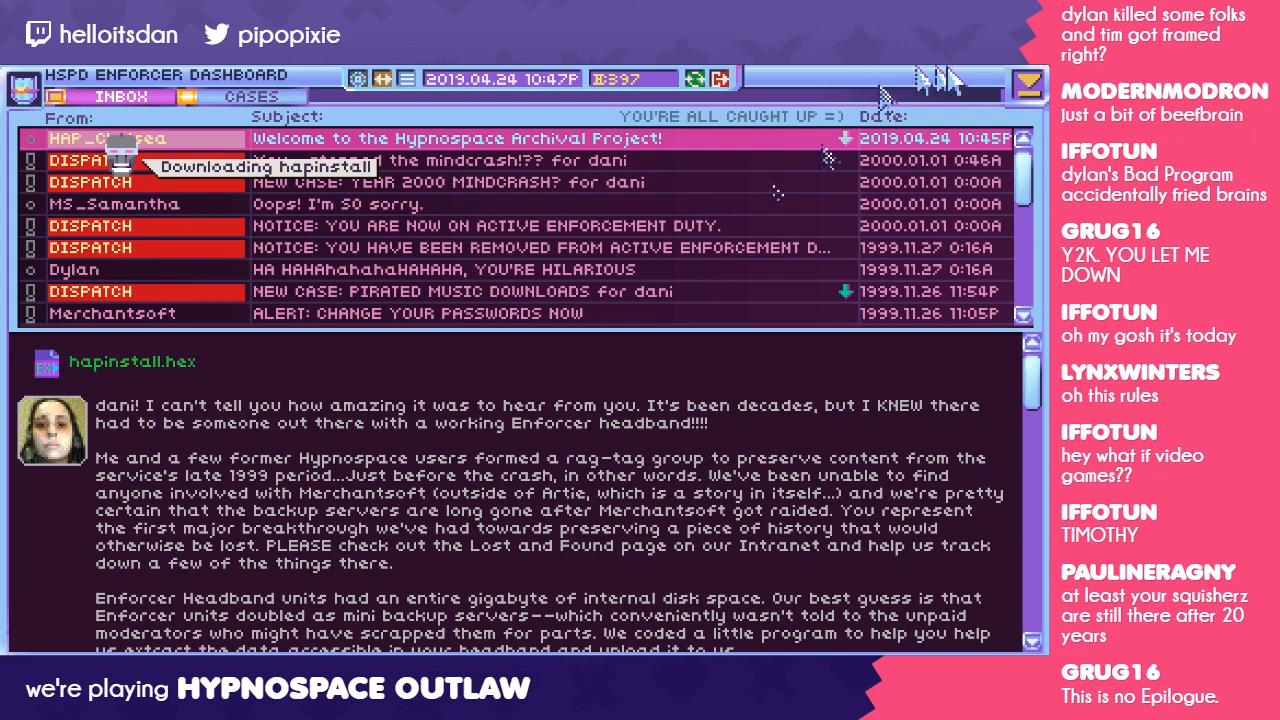 helloitsdan pipopixie
HSPD ENFORCER DASHBOARD
2019.04.24 10:47P 397
INBOX CASES
From: Subject: YOU'RE ALL CAUGHT UP =) Date:
Welcome to the Hypnospace Archival Project! 2019.04.24 10:45P
the mindcrash!?? for dani 2000.01.01 0:46A
Downloading hapinstall
DISPATCH NEW CASE: YEAR 2000 MINDCRASH? for dani 2000.01.01 0:00A
MS_Samantha Oops! I'm SO sorry. 2000.01.01 0:00A
DISPATCH NOTICE: YOU ARE NOW ON ACTIVE ENFORCEMENT DUTY. 2000.01.01 0:00A
DISPATCH NOTICE: YOU HAVE BEEN REMOVED FROM ACTIVE ENFORCEMENT D... 1999.11.27 0:16A
Dylan HA HAHAhahahaHAHAHA, YOU'RE HILARIOUS 1999.11.27 0:16A
DISPATCH NEW CASE: PIRATED MUSIC DOWNLOADS for dani 1999.11.26 11:54P
Merchantsoft ALERT: CHANGE YOUR PASSWORDS NOW 1999.11.26 11:05P
hapinstall.hex
dani! I can't tell you how amazing it was to hear from you. It's been decades, but I KNEW there
had to be someone out there with a working Enforcer headband!!!!
Me and a few former Hypnospace users formed a rag-tag group to preserve content from the
service's late 1999 period...Just before the crash, in other words. We've been unable to find
anyone involved with Merchantsoft (outside of Artie, which is a story in itself...) and we're pretty
certain that the backup servers are long gone after Merchantsoft got raided. You represent
the first major breakthrough we've had towards preserving a piece of history that would
otherwise be lost. PLEASE check out the Lost and Found page on our Intranet and help us track
down a few of the things there.
Enforcer Headband units had an entire gigabyte of internal disk space. Our best guess is that
Enforcer units doubled as mini backup servers--which conveniently wasn't told to the unpaid
moderators who might have scrapped them for parts. We coded a little program to help you help
us extract the data accessible in your headband and upload it to us.
we're playing HYPNOSPACE OUTLAW
dylan killed some folks
and tim got framed
right?
MODERNMODRON
Just a bit of beefbrain
IFFOTUN
dylan's Bad Program
accidentally fried brains
GRUG16
Y2K. YOU LET ME
DOWN
IFFOTUN
oh my gosh it's today
LYNXWINTERS
oh this rules
IFFOTUN
hey what if video
games??
IFFOTUN
TIMOTHY
PAULINERAGNY
at least your squisherz
are still there after 20
years
GRUG16
This is no Epilogue.